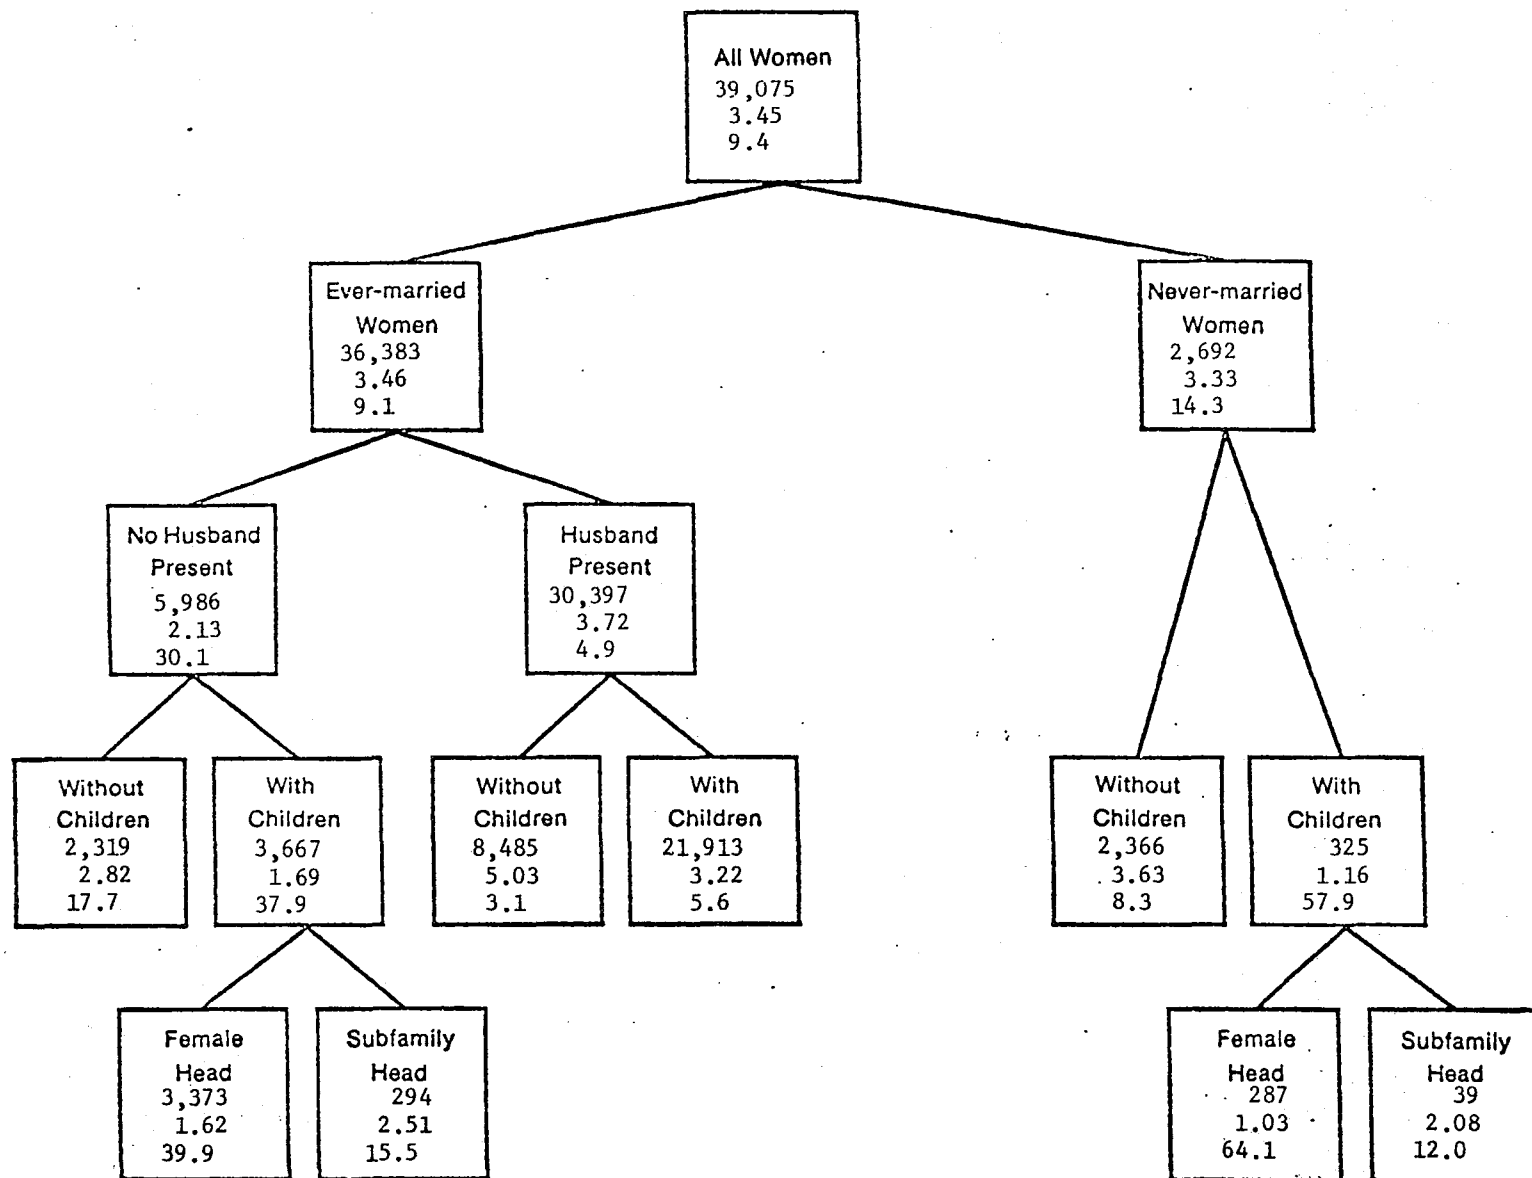 All Women
39,075
3.45
9.4
Ever-married
Women
36,383
3.46
9.1
Never-married
Women
2,692
3.33
14.3
No Husband
Present
5,986
2.13
30.1
Husband
Present
30,397
3.72
4.9
Without
Children
2,319
2.82
17.7
With
Children
3,667
1.69
37.9
Without
Children
8,485
5.03
3.1
With
Children
21,913
3.22
5.6
Without
Children
2,366
3.63
8.3
With
Children
325
1.16
57.9
Female
Head
3,373
1.62
39.9
Subfamily
Head
294
2.51
15.5
Female
Head
287
1.03
64.1
Subfamily
Head
39
2.08
12.0